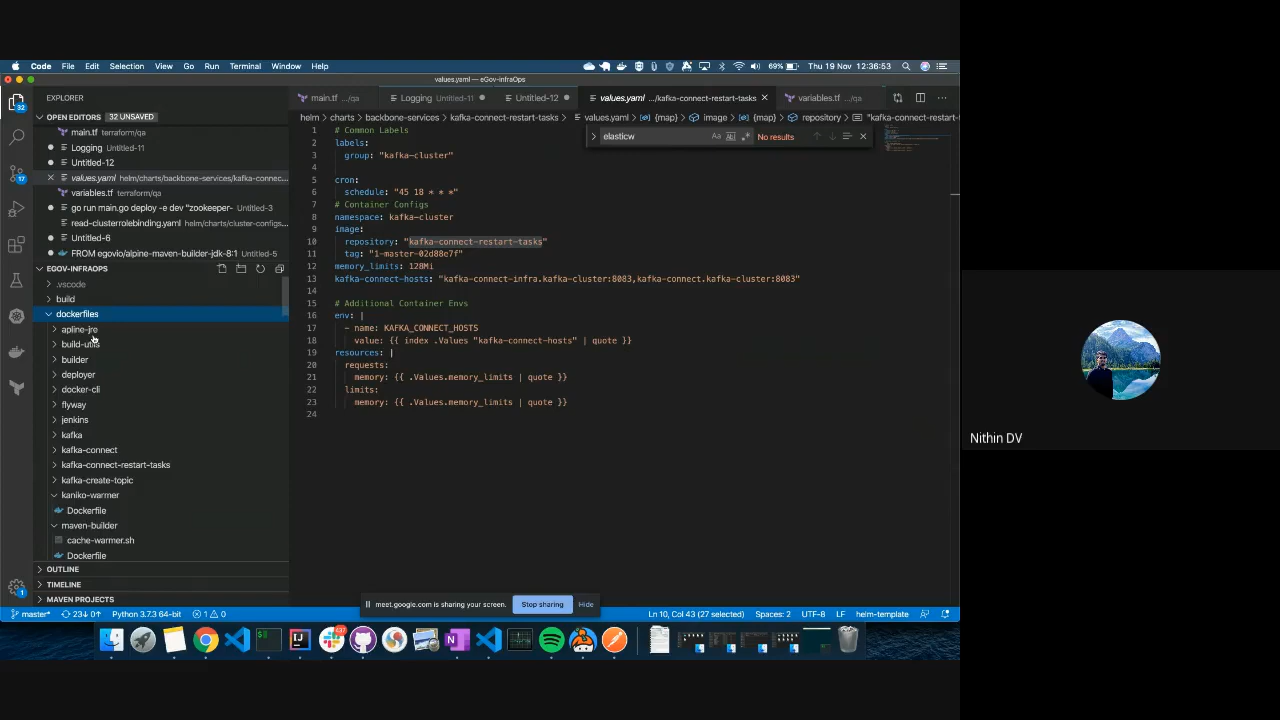 Code File Edit Selection View Go Run Terminal Window Help 69% Thu 19 Nov 12:36:53
values.yaml — eGov-infraOps
EXPLORER
main.tf .../qa
Logging Untitled-11
Untitled-12
values.yaml .../kafka-connect-restart-tasks
variables.tf .../qa
OPEN EDITORS 32 UNSAVED
main.tf terraform/qa
Logging Untitled-11
Untitled-12
values.yaml helm/charts/backbone-services/kafka-connec...
variables.tf terraform/qa
go run main.go deploy -e dev "zookeeper- Untitled-3
read-clusterrolebinding.yaml helm/charts/cluster-configs...
Untitled-6
FROM egovio/alpine-maven-builder-jdk-8:1 Untitled-5
EGOV-INFRAOPS
.vscode
build
dockerfiles
apline-jre
build-utils
builder
deployer
docker-cli
flyway
jenkins
kafka
kafka-connect
kafka-connect-restart-tasks
kafka-create-topic
kaniko-warmer
Dockerfile
maven-builder
cache-warmer.sh
Dockerfile
OUTLINE
TIMELINE
MAVEN PROJECTS
helm > charts > backbone-services > kafka-connect-restart-tasks > values.yaml > {map} > image > {map} > repository > "kafka-connect-restart-t
elasticw Aa No results
1 # Common Labels
2 labels:
3 group: "kafka-cluster"
4
5 cron:
6 schedule: "45 18 * * *"
7 # Container Configs
8 namespace: kafka-cluster
9 image:
10 repository: "kafka-connect-restart-tasks"
11 tag: "1-master-02d88e7f"
12 memory_limits: 128Mi
13 kafka-connect-hosts: "kafka-connect-infra.kafka-cluster:8083,kafka-connect.kafka-cluster:8083"
14
15 # Additional Container Envs
16 env: |
17 - name: KAFKA_CONNECT_HOSTS
18 value: {{ index .Values "kafka-connect-hosts" | quote }}
19 resources: |
20 requests:
21 memory: {{ .Values.memory_limits | quote }}
22 limits:
23 memory: {{ .Values.memory_limits | quote }}
24
meet.google.com is sharing your screen. Stop sharing Hide
master* 23↓ 0↑ Python 3.7.3 64-bit 1 0 Ln 10, Col 43 (27 selected) Spaces: 2 UTF-8 LF helm-template
Nithin DV